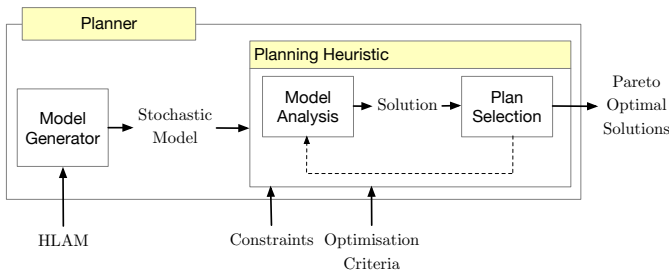 Planner
Planning Heuristic
Model
Generator
Stochastic
Model
Model
Analysis
Solution
Plan
Selection
Pareto
Optimal
Solutions
HLAM
Constraints
Optimisation
Criteria